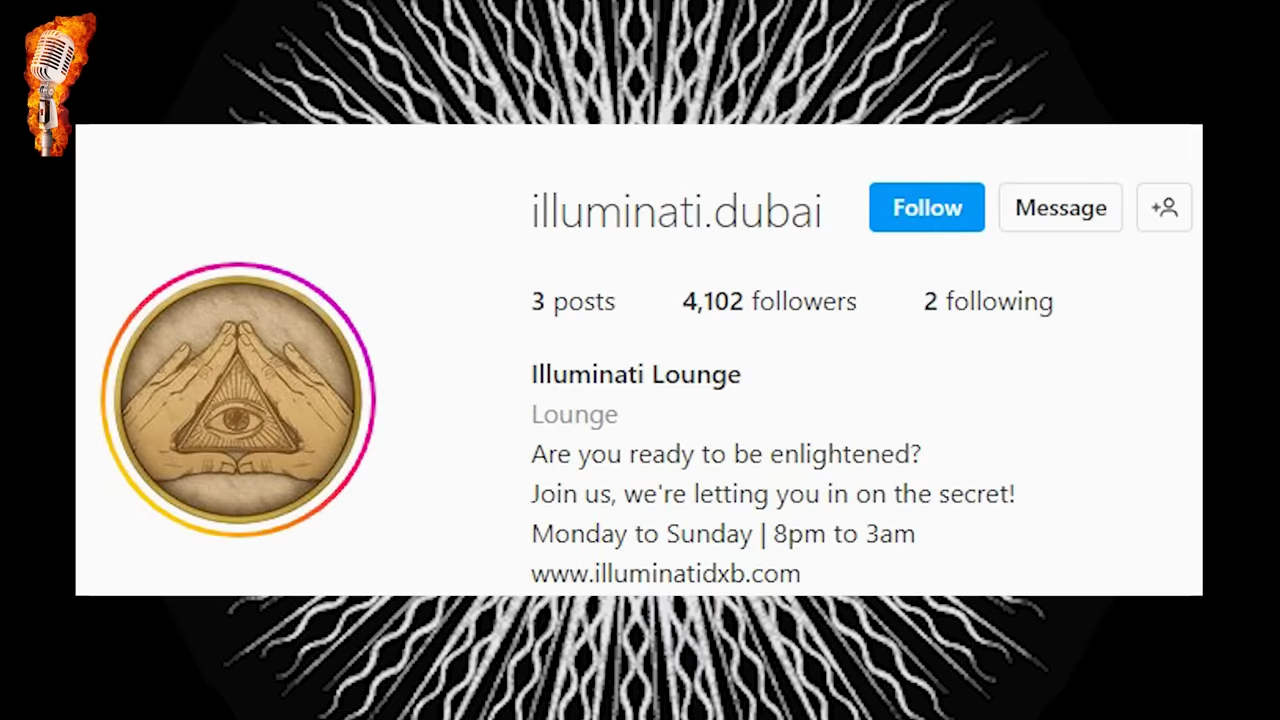 illuminati.dubai Follow Message
3 posts 4,102 followers 2 following
Illuminati Lounge
Lounge
Are you ready to be enlightened?
Join us, we're letting you in on the secret!
Monday to Sunday | 8pm to 3am
www.illuminatidxb.com